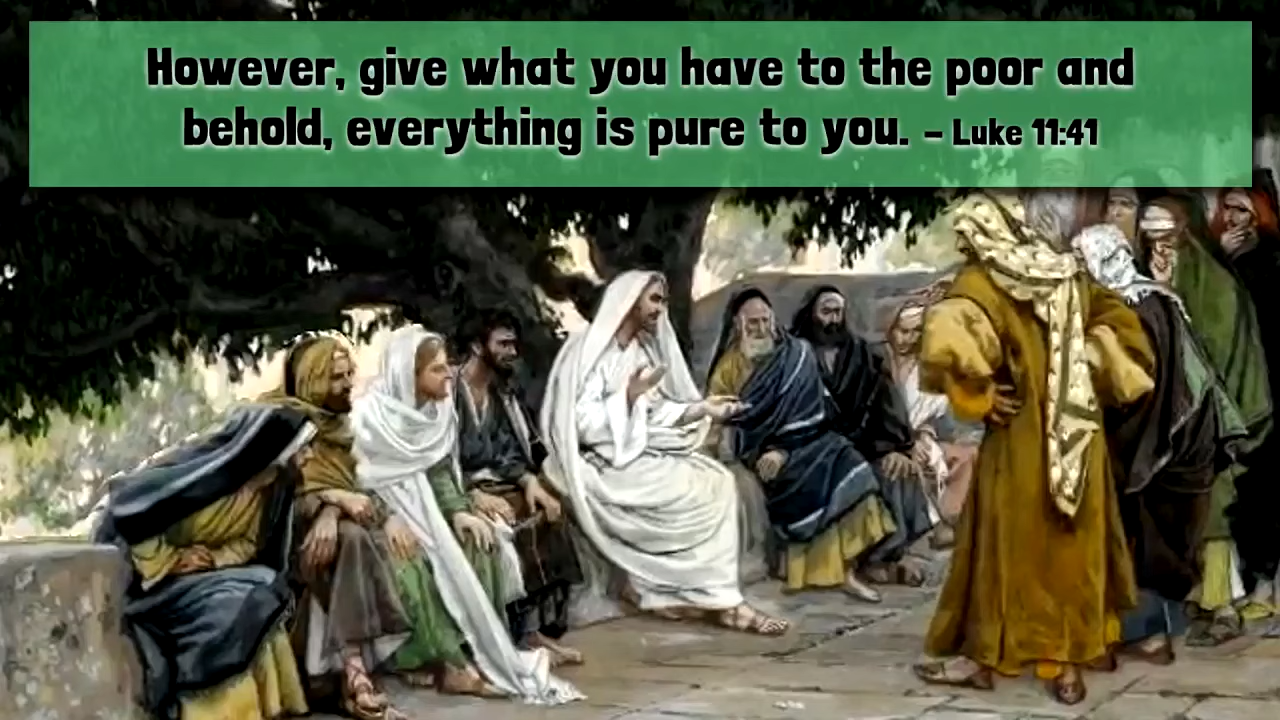 However, give what you have to the poor and
behold, everything is pure to you. – Luke 11:41